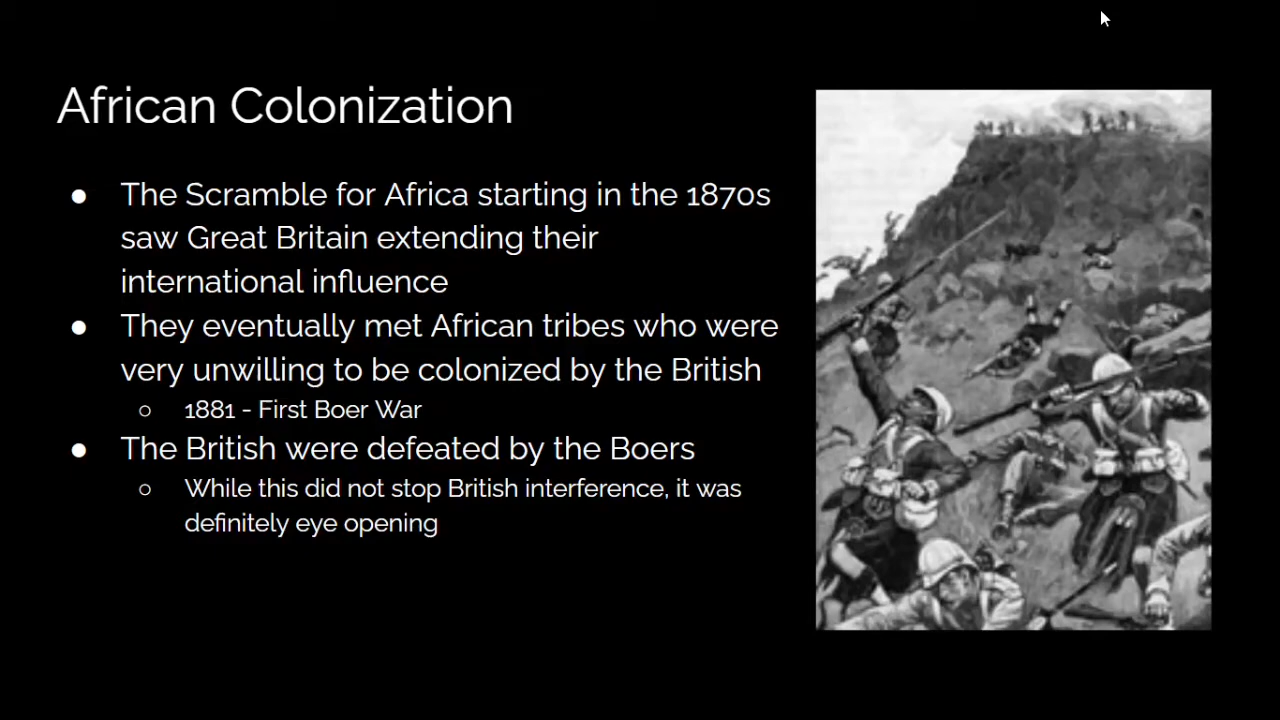 African Colonization
● The Scramble for Africa starting in the 1870s
saw Great Britain extending their
international influence
● They eventually met African tribes who were
very unwilling to be colonized by the British
○ 1881 - First Boer War
● The British were defeated by the Boers
○ While this did not stop British interference, it was
definitely eye opening